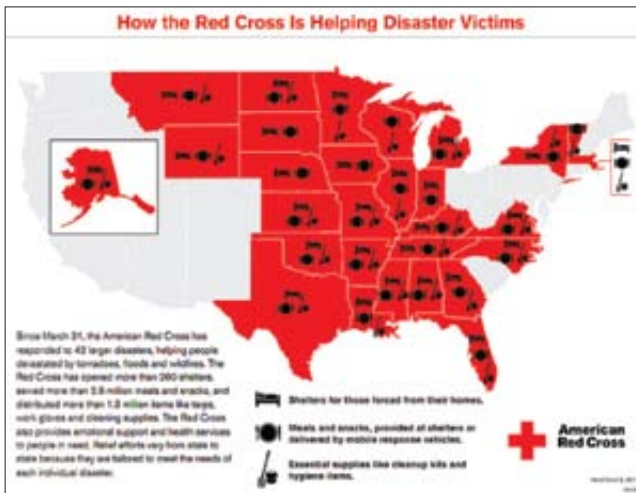 How the Red Cross Is Helping Disaster Victims
Since March 31, the American Red Cross has
responded to 43 larger disasters, helping people
devastated by tornadoes, floods and wildfires. The
Red Cross has opened more than 260 shelters,
served more than million meals and snacks, and
distributed more than million items like tarps,
work gloves and cleaning supplies. The Red Cross
also provides emotional support and health services
to people in need. Relief efforts vary from state to
state because they are tailored to meet the needs of
each individual disaster.
Shelters for those forced from their homes.
Meals and snacks, provided at shelters or
delivered by mobile response vehicles.
Essential supplies like cleanup kits and
hygiene items.
American
Red Cross